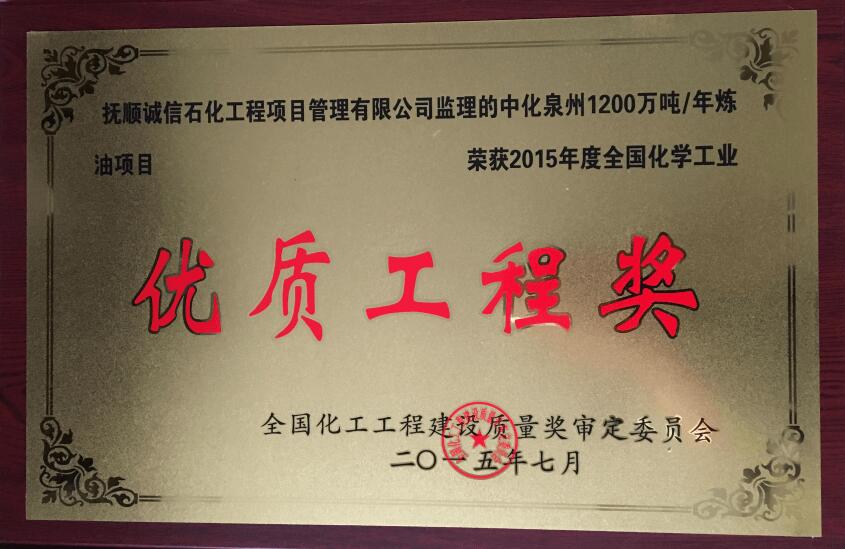 抚顺诚信石化工程项目管理有限公司监理的中化泉州1200万吨/年炼
油项目 荣获2015年度全国化学工业
优质工程奖
全国化工工程建设质量奖审定委员会
二〇一五年七月